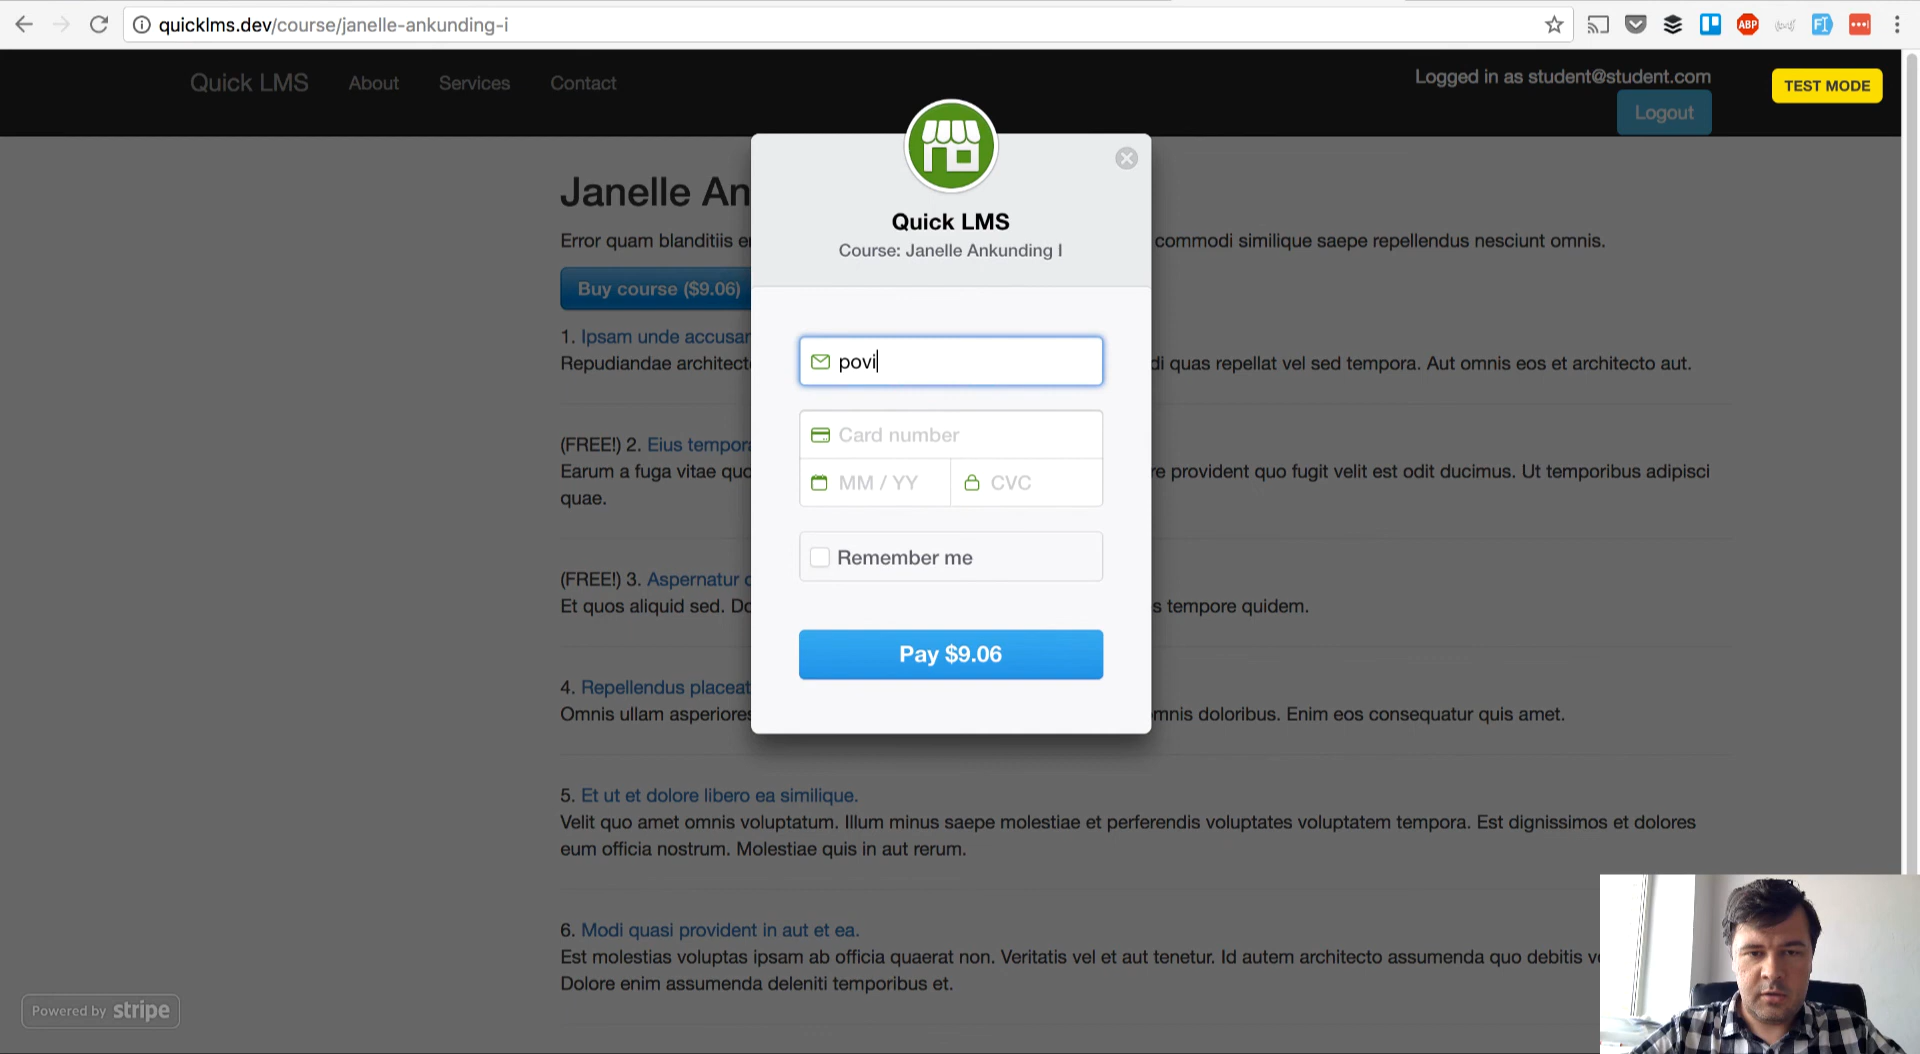 quicklms.dev/course/janelle-ankunding-i
ABP
Quick LMS About Services Contact
Logged in as student@student.com
Logout
TEST MODE
Quick LMS
Course: Janelle Ankunding I
povi
Card number
MM / YY CVC
Remember me
Pay $9.06
Janelle An
Error quam blanditiis e commodi similique saepe repellendus nesciunt omnis.
Buy course ($9.06)
1. Ipsam unde accusar
Repudiandae architect di quas repellat vel sed tempora. Aut omnis eos et architecto aut.
(FREE!) 2. Eius tempora
Earum a fuga vitae quo re provident quo fugit velit est odit ducimus. Ut temporibus adipisci
quae.
(FREE!) 3. Aspernatur
Et quos aliquid sed. Do s tempore quidem.
4. Repellendus placeat
Omnis ullam asperiores mnis doloribus. Enim eos consequatur quis amet.
5. Et ut et dolore libero ea similique.
Velit quo amet omnis voluptatum. Illum minus saepe molestiae et perferendis voluptates voluptatem tempora. Est dignissimos et dolores
eum officia nostrum. Molestiae quis in aut rerum.
6. Modi quasi provident in aut et ea.
Est molestias voluptas ipsam ab officia quaerat non. Veritatis vel et aut tenetur. Id autem architecto assumenda quo debitis
Dolore enim assumenda deleniti temporibus et.
Powered by stripe